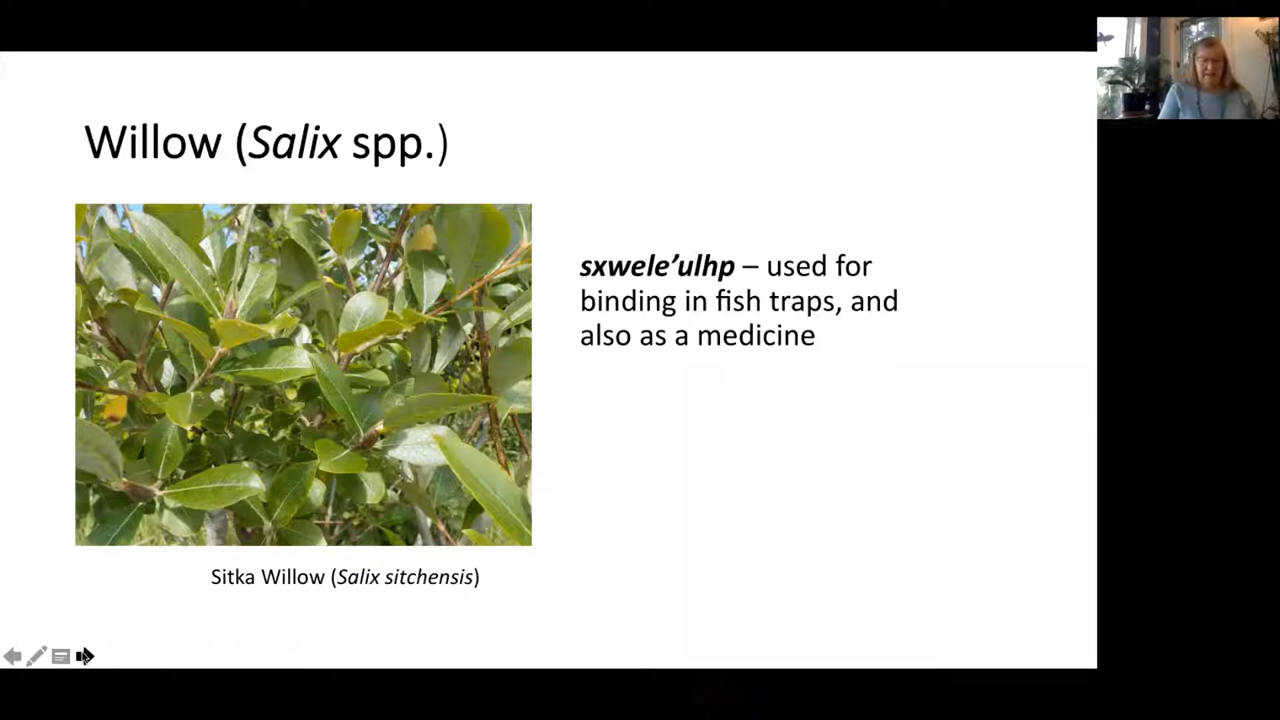 Willow (Salix spp.)
sxwele’ulhp – used for
binding in fish traps, and
also as a medicine
Sitka Willow (Salix sitchensis)